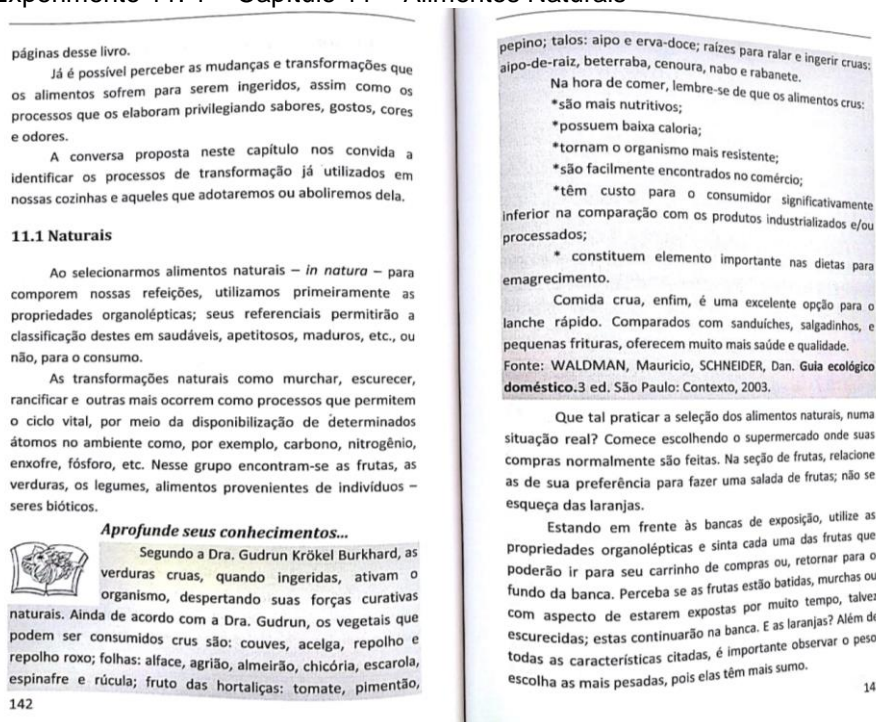 Experimento 11.1 – Capítulo 11 – Alimentos Naturais
páginas desse livro.
Já é possível perceber as mudanças e transformações que
os alimentos sofrem para serem ingeridos, assim como os
processos que os elaboram privilegiando sabores, gostos, cores
e odores.
A conversa proposta neste capítulo nos convida a
identificar os processos de transformação já utilizados em
nossas cozinhas e aqueles que adotaremos ou aboliremos dela.
11.1 Naturais
Ao selecionarmos alimentos naturais – in natura – para
comporem nossas refeições, utilizamos primeiramente as
propriedades organolépticas; seus referenciais permitirão a
classificação destes em saudáveis, apetitosos, maduros, etc., ou
não, para o consumo.
As transformações naturais como murchar, escurecer,
rancificar e outras mais ocorrem como processos que permitem
o ciclo vital, por meio da disponibilização de determinados
átomos no ambiente como, por exemplo, carbono, nitrogênio,
enxofre, fósforo, etc. Nesse grupo encontram-se as frutas, as
verduras, os legumes, alimentos provenientes de indivíduos –
seres bióticos.
Aprofunde seus conhecimentos...
Segundo a Dra. Gudrun Krökel Burkhard, as
verduras cruas, quando ingeridas, ativam o
organismo, despertando suas forças curativas
naturais. Ainda de acordo com a Dra. Gudrun, os vegetais que
podem ser consumidos crus são: couves, acelga, repolho e
repolho roxo; folhas: alface, agrião, almeirão, chicória, escarola,
espinafre e rúcula; fruto das hortaliças: tomate, pimentão,
142
pepino; talos: aipo e erva-doce; raízes para ralar e ingerir cruas:
aipo-de-raiz, beterraba, cenoura, nabo e rabanete.
Na hora de comer, lembre-se de que os alimentos crus:
*são mais nutritivos;
*possuem baixa caloria;
*tornam o organismo mais resistente;
*são facilmente encontrados no comércio;
*têm custo para o consumidor significativamente
inferior na comparação com os produtos industrializados e/ou
processados;
* constituem elemento importante nas dietas para
emagrecimento.
Comida crua, enfim, é uma excelente opção para o
lanche rápido. Comparados com sanduíches, salgadinhos, e
pequenas frituras, oferecem muito mais saúde e qualidade.
Fonte: WALDMAN, Mauricio, SCHNEIDER, Dan. Guia ecológico
doméstico.3 ed. São Paulo: Contexto, 2003.
Que tal praticar a seleção dos alimentos naturais, numa
situação real? Comece escolhendo o supermercado onde suas
compras normalmente são feitas. Na seção de frutas, relacione
as de sua preferência para fazer uma salada de frutas; não se
esqueça das laranjas.
Estando em frente às bancas de exposição, utilize as
propriedades organolépticas e sinta cada uma das frutas que
poderão ir para seu carrinho de compras ou, retornar para o
fundo da banca. Perceba se as frutas estão batidas, murchas ou
com aspecto de estarem expostas por muito tempo, talvez
escurecidas; estas continuarão na banca. E as laranjas? Além de
todas as características citadas, é importante observar o peso
escolha as mais pesadas, pois elas têm mais sumo.
14